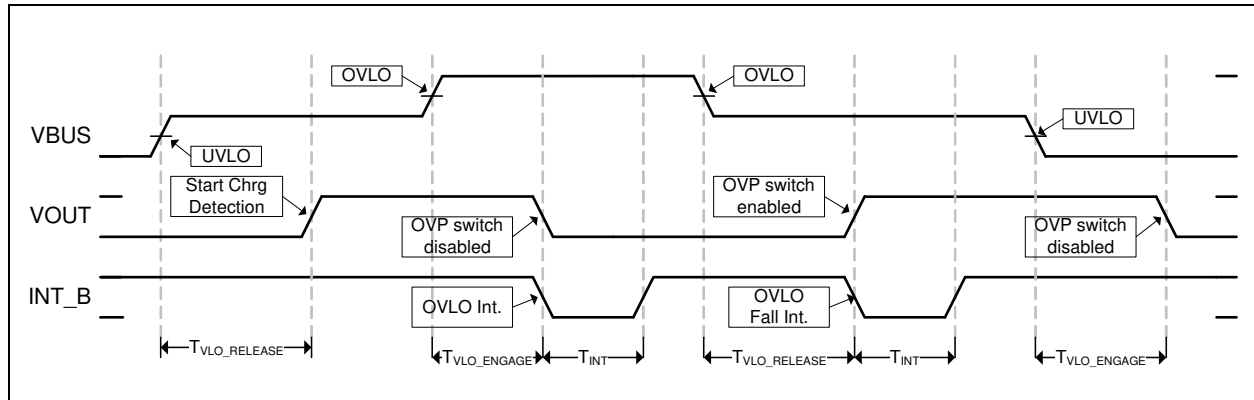 OVLO
OVLO
VBUS
UVLO
UVLO
Start Chrg
Detection
OVP switch
enabled
VOUT
OVP switch
disabled
OVP switch
disabled
INT_B
OVLO Int.
OVLO
Fall Int.
TVLO_RELEASE
TVLO_ENGAGE
TINT
TVLO_RELEASE
TINT
TVLO_ENGAGE